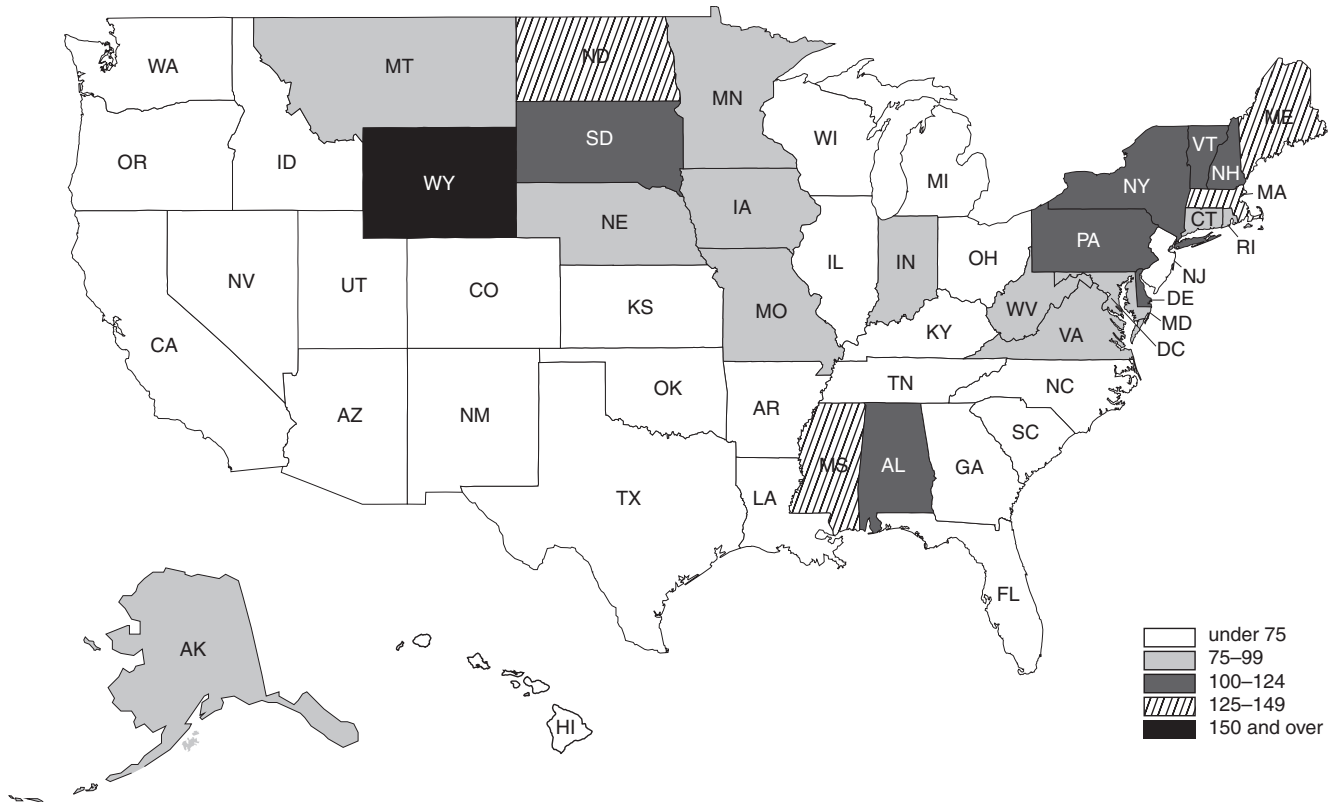 WA
MT
ND
MN
ME
OR
ID
WY
SD
WI
MI
VT
NH
NY
MA
NE
IA
CT
RI
PA
NV
UT
CO
IL
IN
OH
NJ
DE
KS
MO
KY
WV
VA
MD
DC
CA
AZ
NM
OK
AR
TN
NC
SC
MS
AL
GA
TX
LA
FL
AK
HI
under 75
75–99
100–124
125–149
150 and over